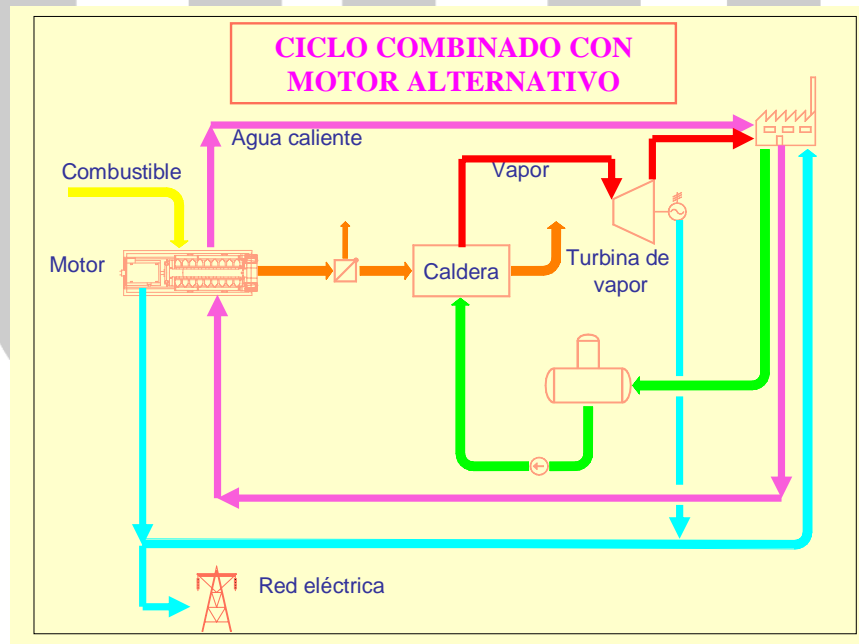 CICLO COMBINADO CON
MOTOR ALTERNATIVO
Agua caliente
Combustible
Vapor
Motor
Caldera
Turbina de
vapor
Red eléctrica